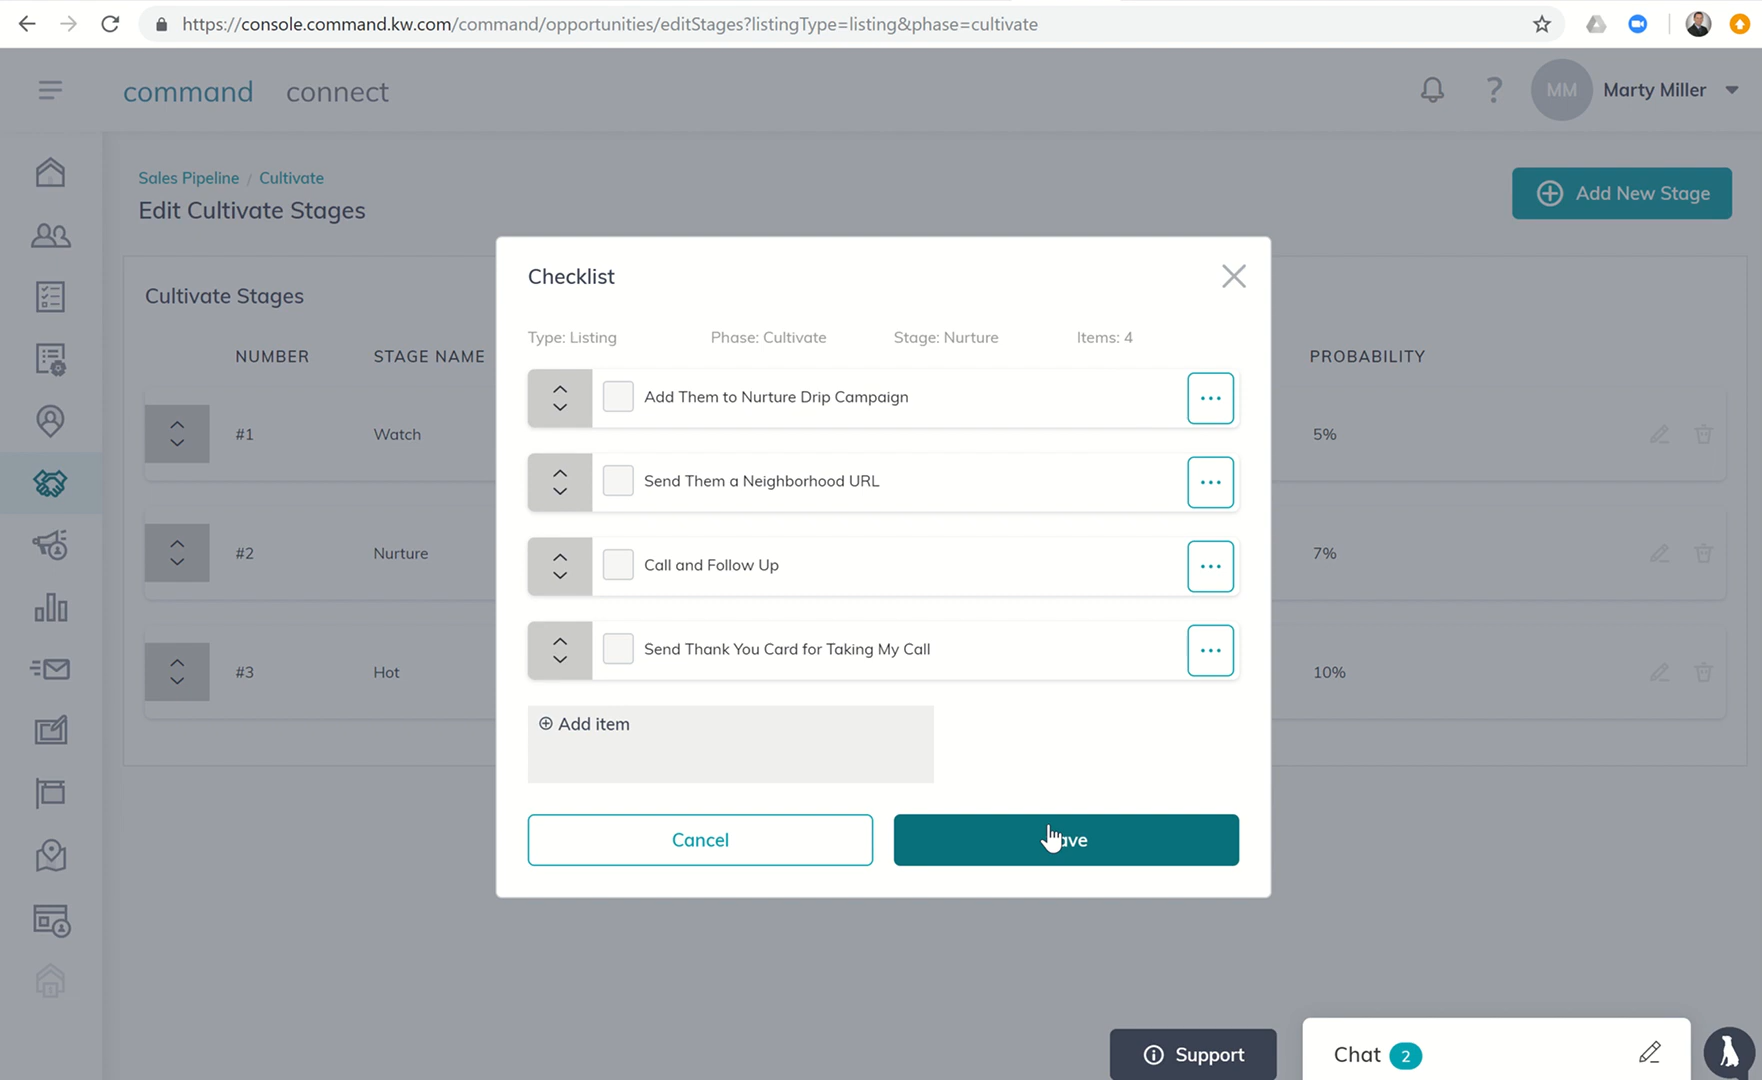 https://console.command.kw.com/command/opportunities/editStages?listingType=listing&phase=cultivate
command connect
? MM Marty Miller
Sales Pipeline / Cultivate
Edit Cultivate Stages
Add New Stage
Cultivate Stages
NUMBER STAGE NAME PROBABILITY
#1 Watch 5%
#2 Nurture 7%
#3 Hot 10%
Checklist
Type: Listing Phase: Cultivate Stage: Nurture Items: 4
Add Them to Nurture Drip Campaign
Send Them a Neighborhood URL
Call and Follow Up
Send Thank You Card for Taking My Call
Add item
Cancel
Support
Chat 2